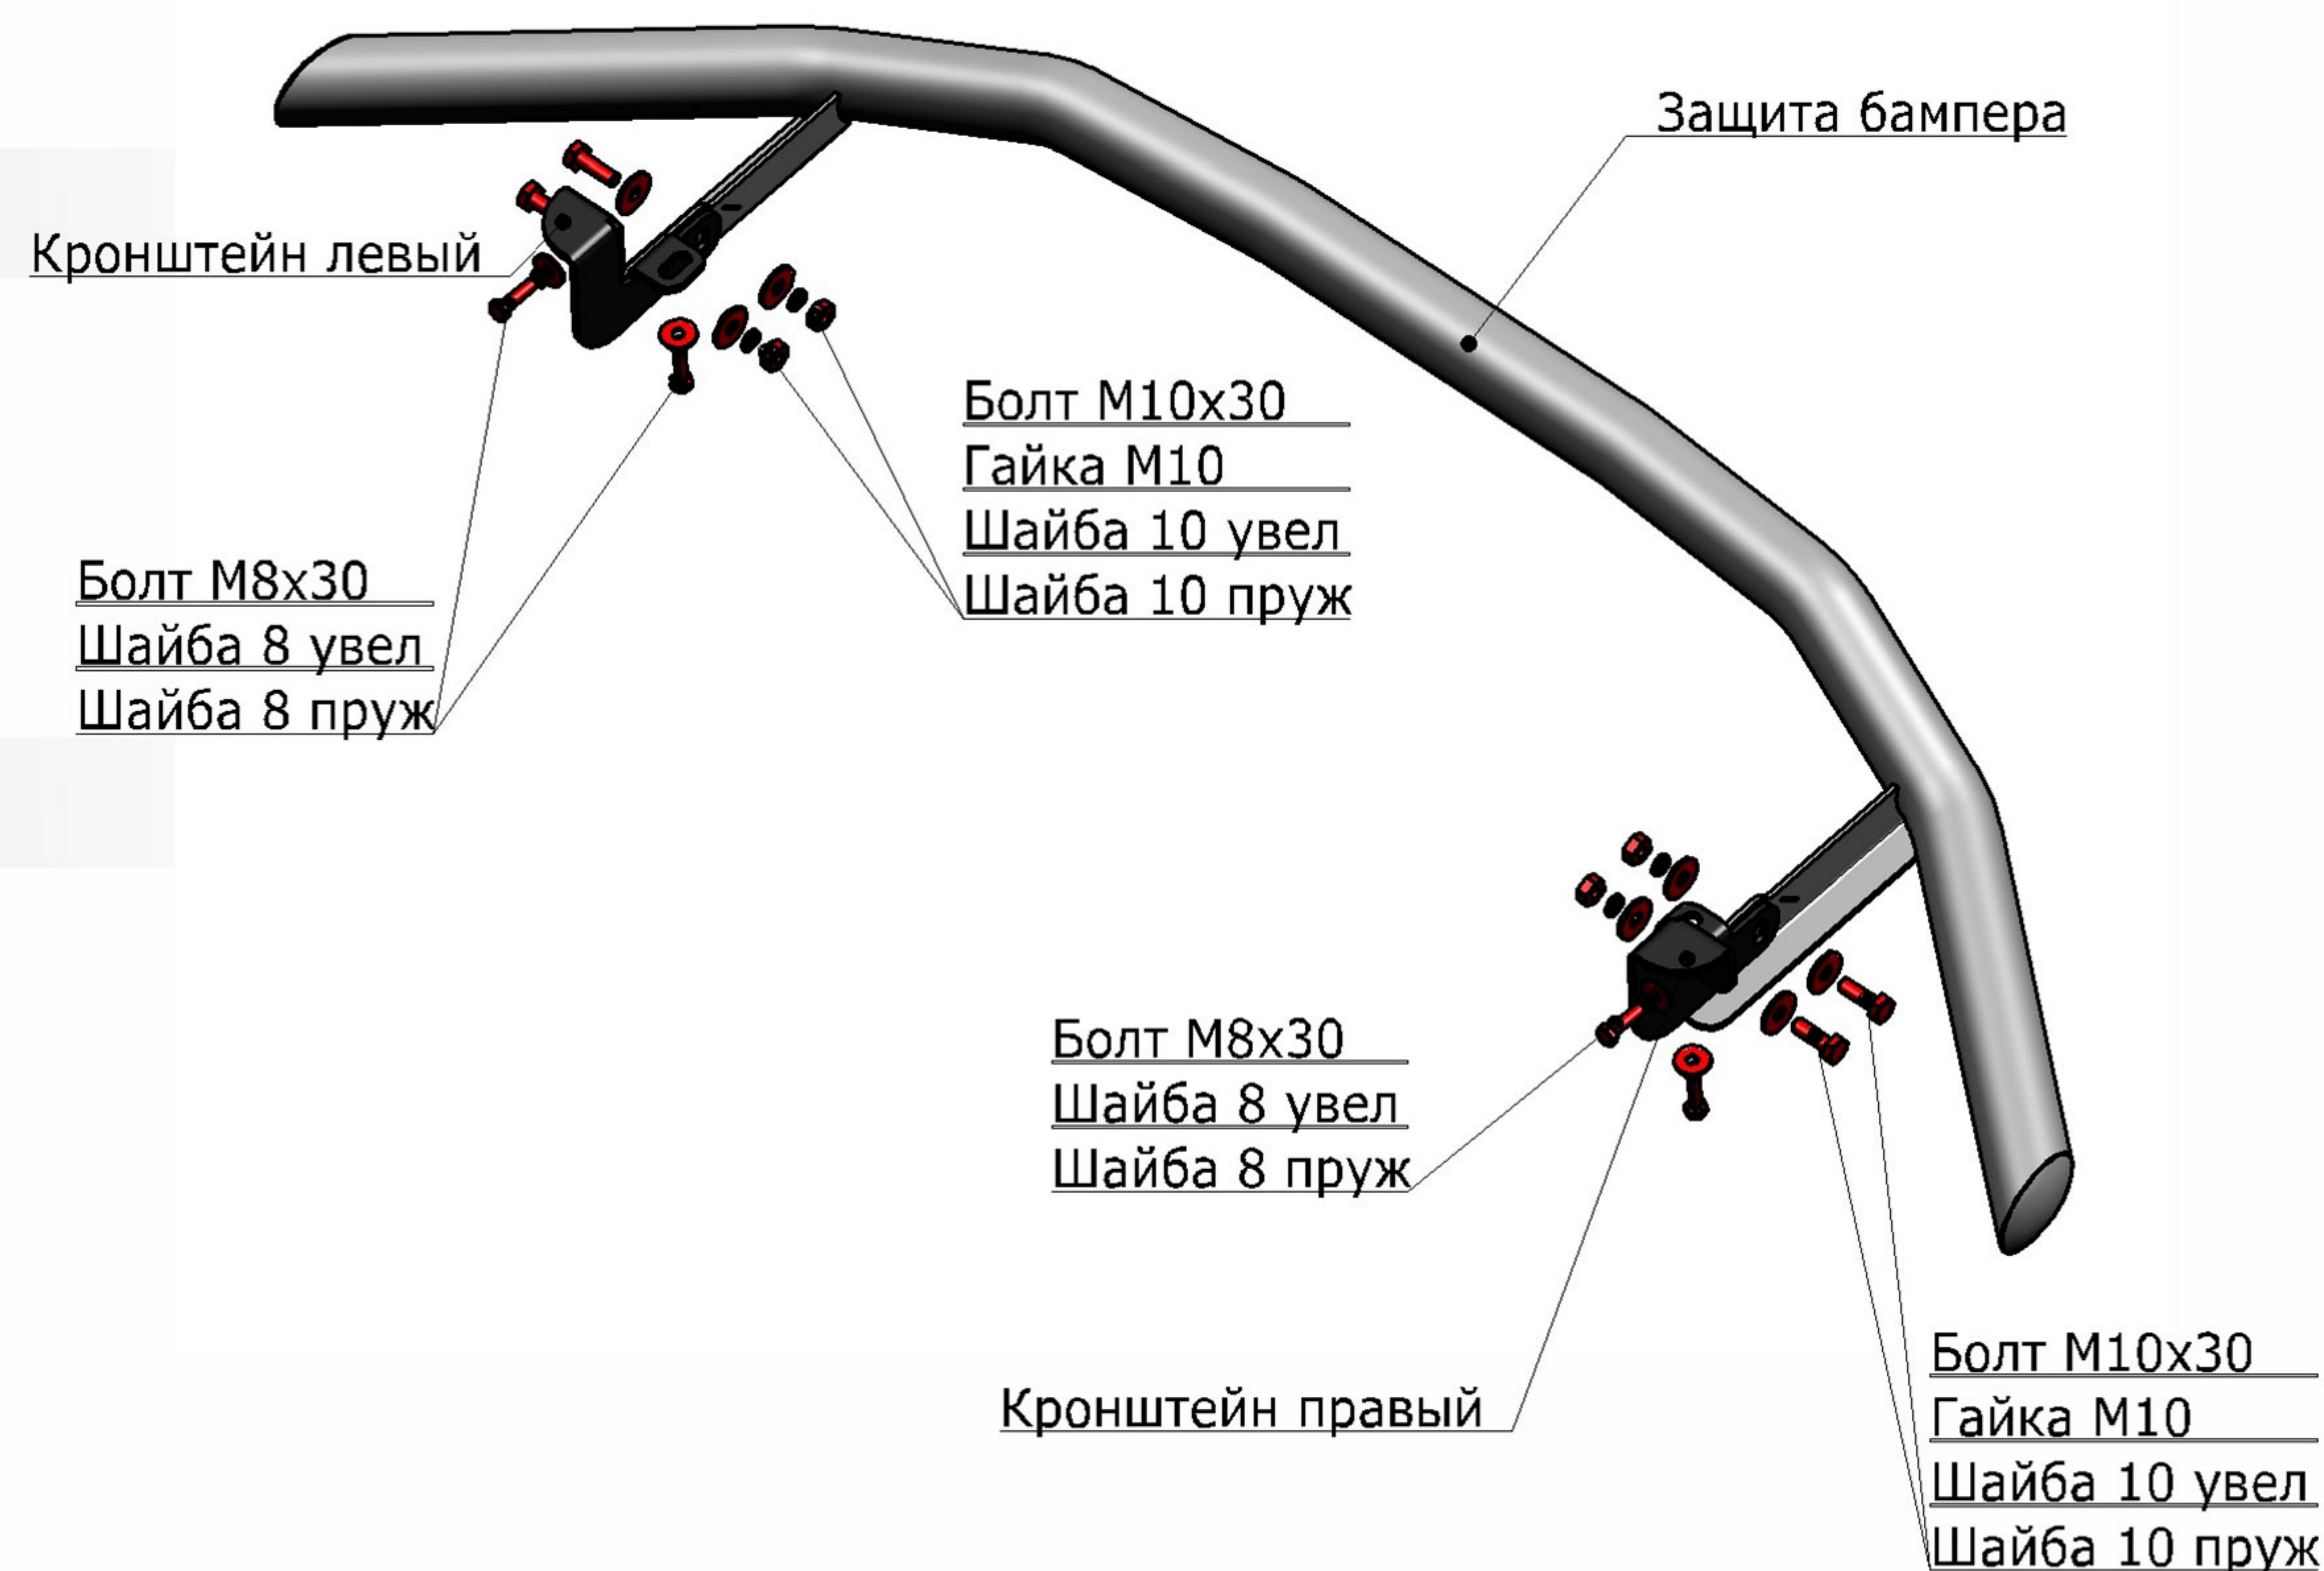 Защита бампера
Кронштейн левый
Болт М10х30
Гайка М10
Шайба 10 увел
Шайба 10 пруж
Болт М8х30
Шайба 8 увел
Шайба 8 пруж
Болт М8х30
Шайба 8 увел
Шайба 8 пруж
Кронштейн правый
Болт М10х30
Гайка М10
Шайба 10 увел
Шайба 10 пруж